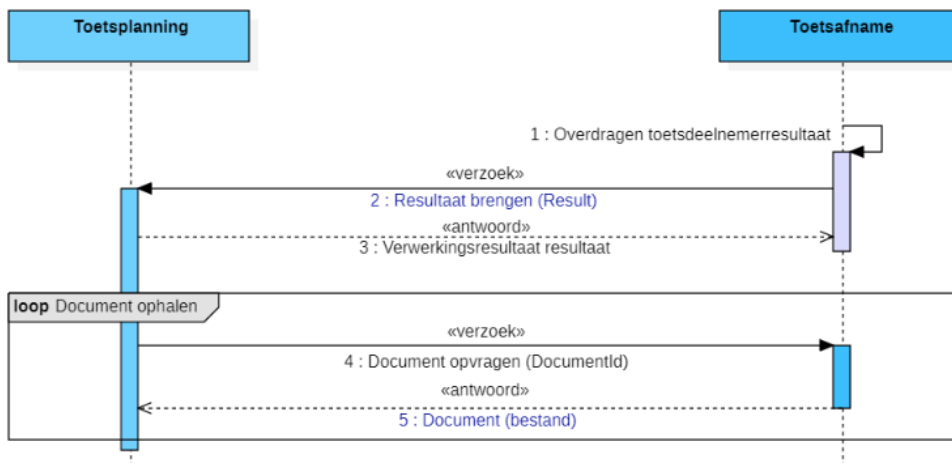 Toetsplanning
Toetsafname
1 : Overdragen toetsdeelnemerresultaat
«verzoek»
2 : Resultaat brengen (Result)
«antwoord»
3 : Verwerkingsresultaat resultaat
loop Document ophalen
«verzoek»
4 : Document opvragen (DocumentId)
«antwoord»
5 : Document (bestand)